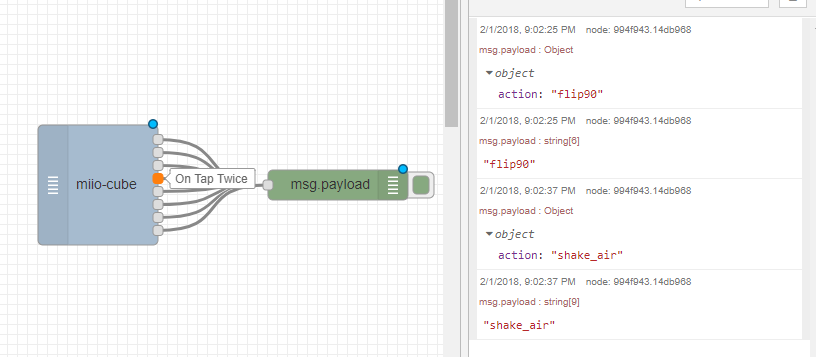 miio-cube
On Tap Twice
msg.payload
2/1/2018, 9:02:25 PM node: 994f943.14db968
msg.payload : Object
object
action: "flip90"
2/1/2018, 9:02:25 PM node: 994f943.14db968
msg.payload : string[6]
"flip90"
2/1/2018, 9:02:37 PM node: 994f943.14db968
msg.payload : Object
object
action: "shake_air"
2/1/2018, 9:02:37 PM node: 994f943.14db968
msg.payload : string[9]
"shake_air"